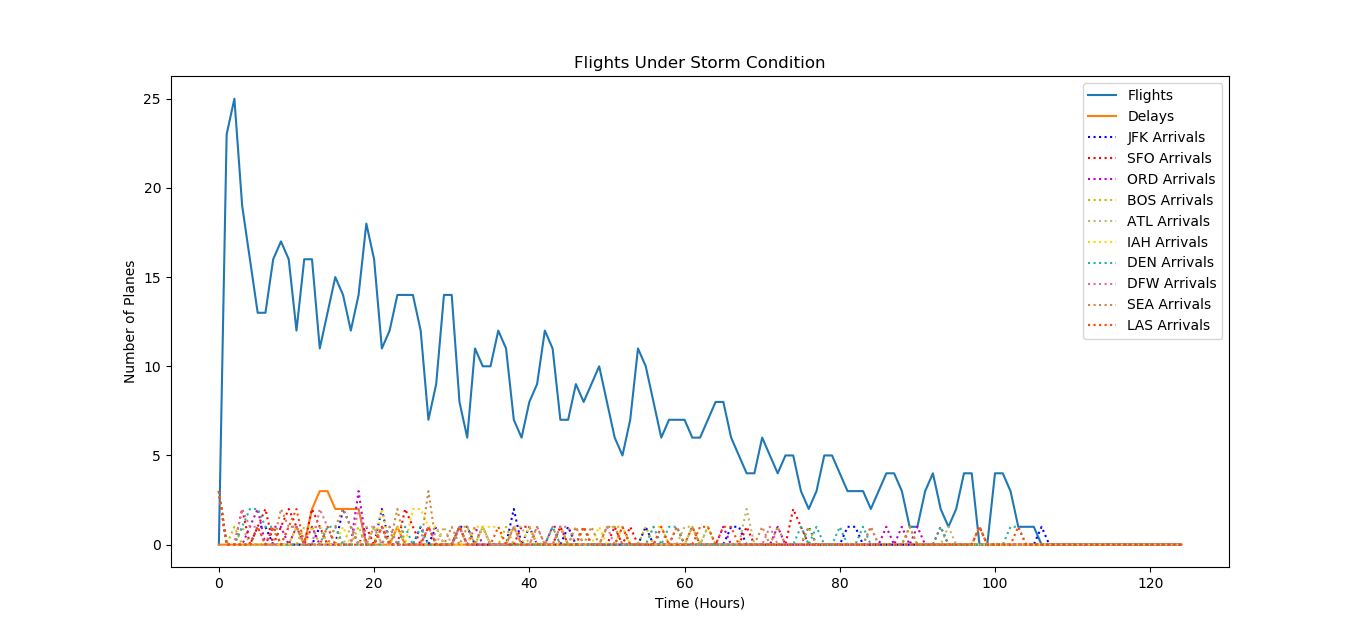 Flights Under Storm Condition
25
20
15
10
5
0
Number of Planes
Flights
Delays
JFK Arrivals
SFO Arrivals
ORD Arrivals
BOS Arrivals
ATL Arrivals
IAH Arrivals
DEN Arrivals
DFW Arrivals
SEA Arrivals
LAS Arrivals
0 20 40 60 80 100 120
Time (Hours)